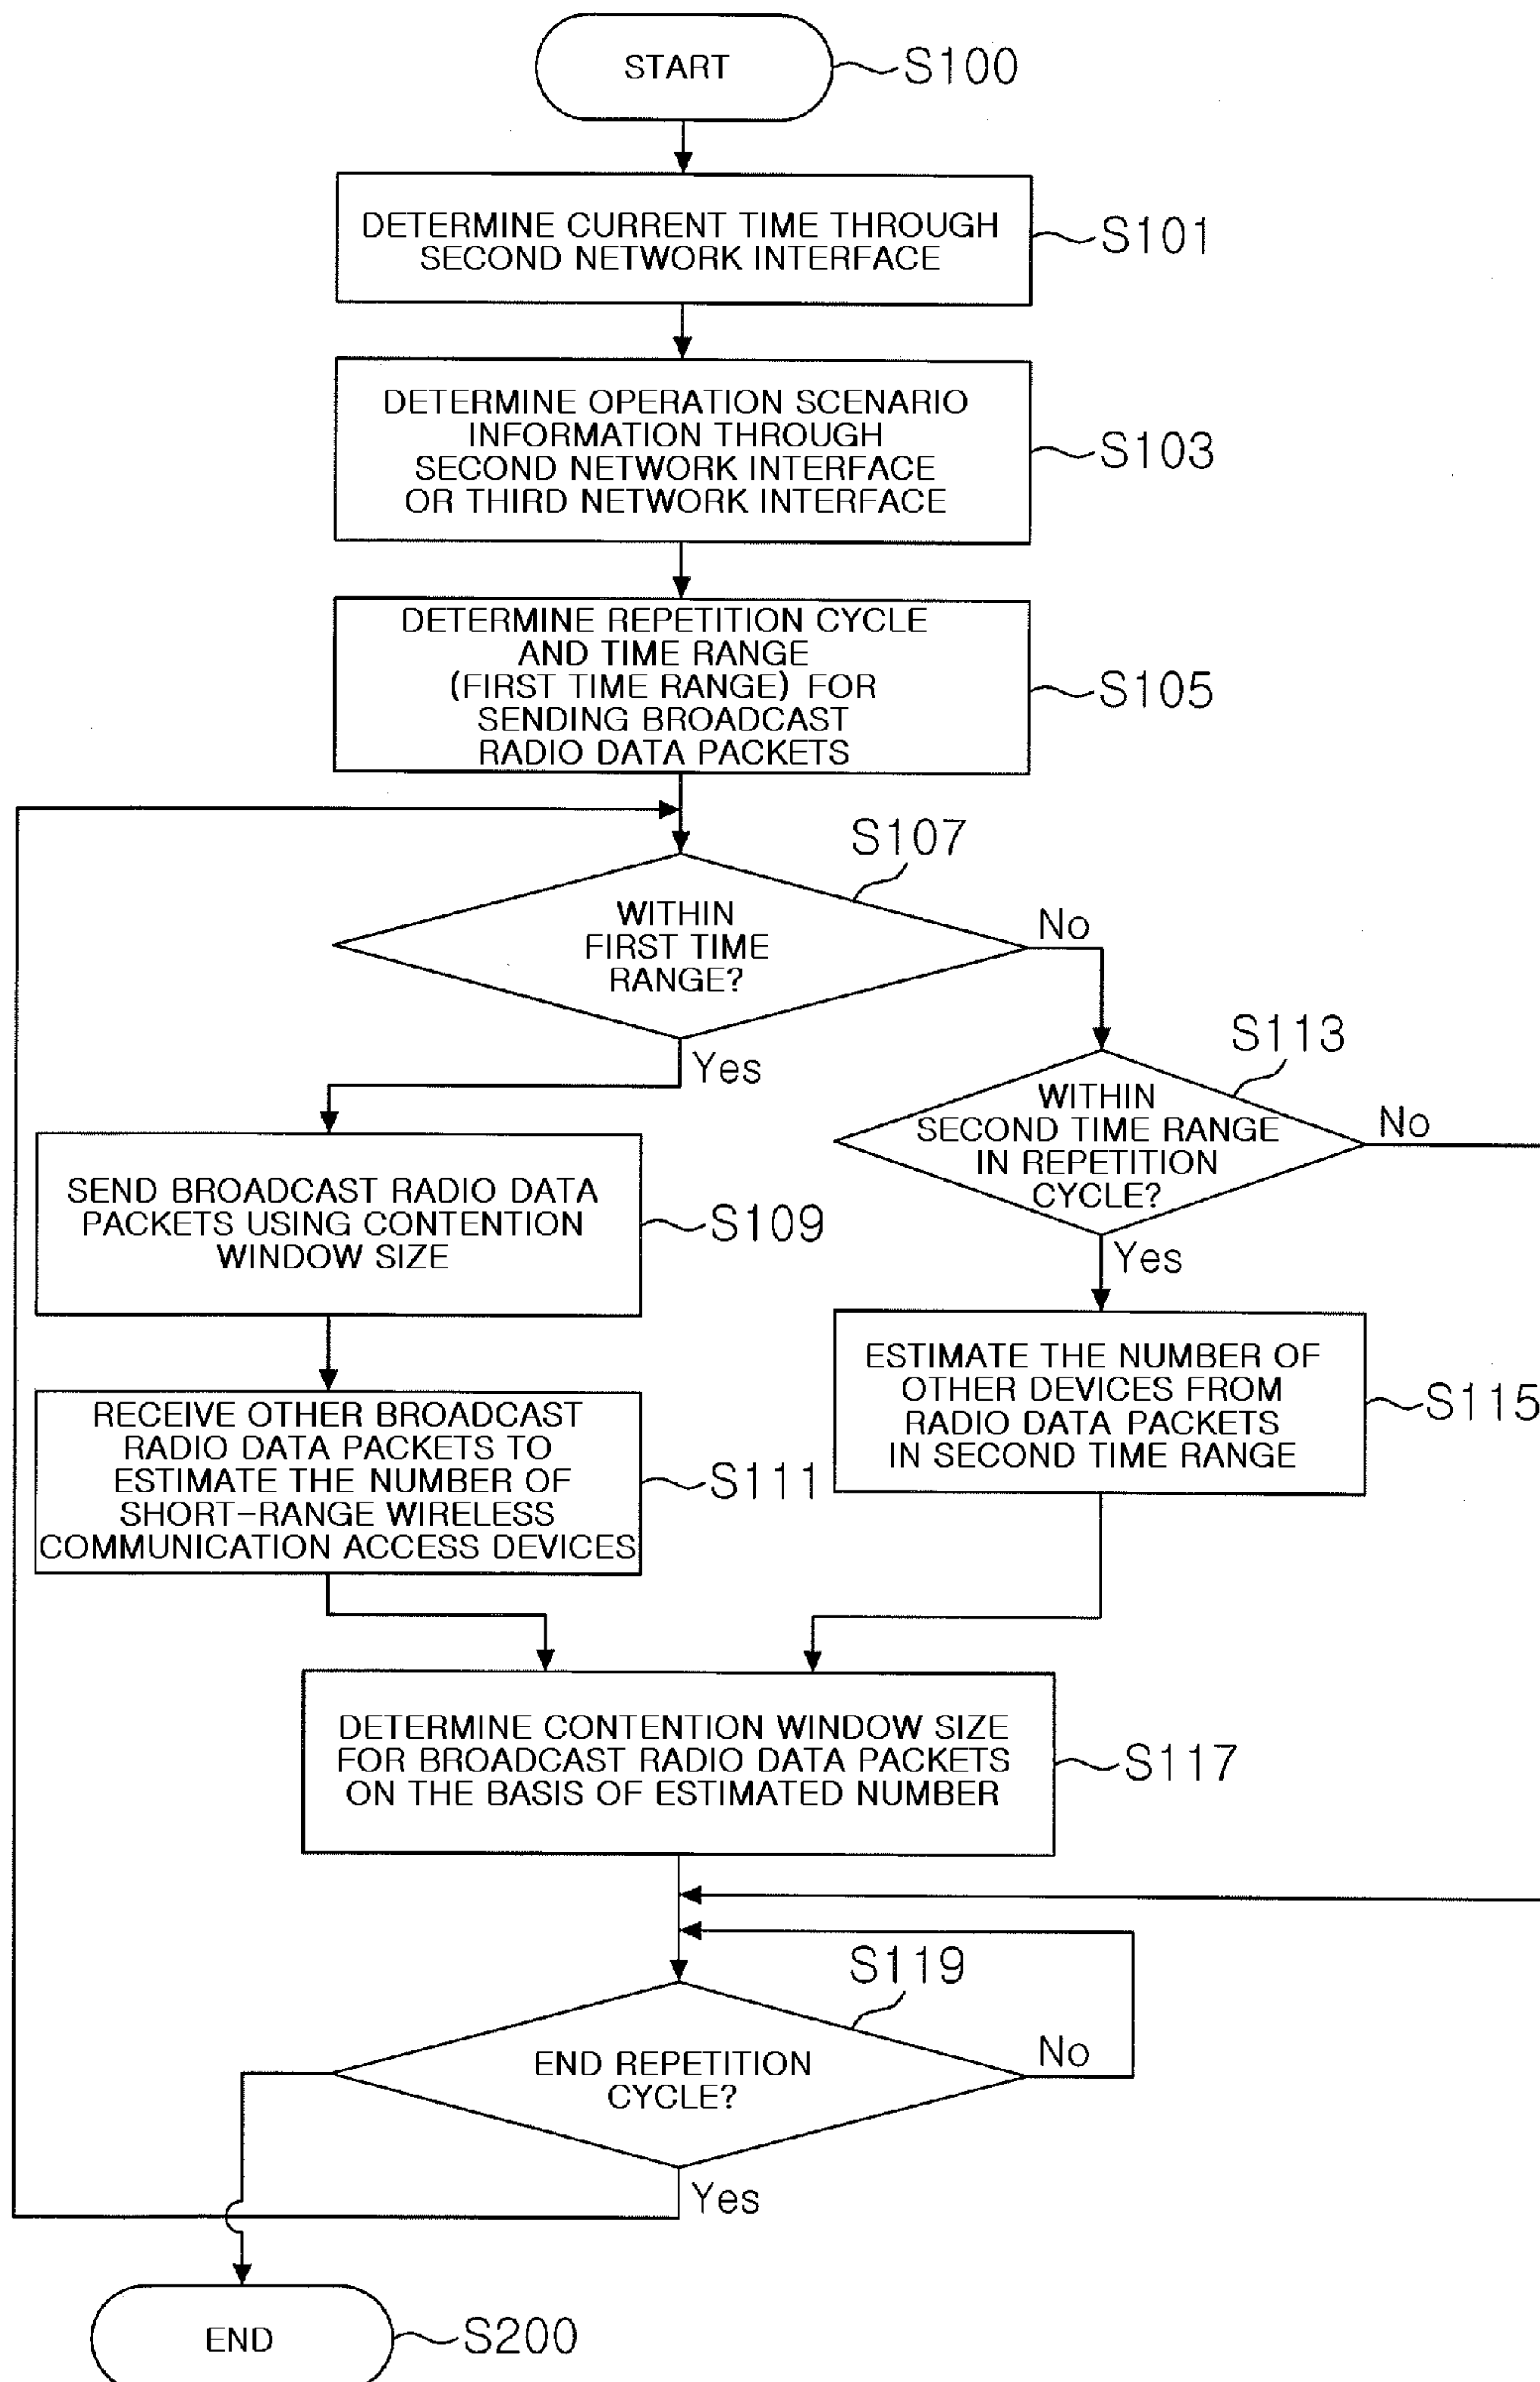 START
S100
DETERMINE CURRENT TIME THROUGH
SECOND NETWORK INTERFACE
S101
DETERMINE OPERATION SCENARIO
INFORMATION THROUGH
SECOND NETWORK INTERFACE
OR THIRD NETWORK INTERFACE
S103
DETERMINE REPETITION CYCLE
AND TIME RANGE
(FIRST TIME RANGE) FOR
SENDING BROADCAST
RADIO DATA PACKETS
S105
S107
WITHIN
FIRST TIME
RANGE?
No
Yes
S113
WITHIN
SECOND TIME RANGE
IN REPETITION
CYCLE?
No
Yes
SEND BROADCAST RADIO DATA
PACKETS USING CONTENTION
WINDOW SIZE
S109
ESTIMATE THE NUMBER OF
OTHER DEVICES FROM
RADIO DATA PACKETS
IN SECOND TIME RANGE
S115
RECEIVE OTHER BROADCAST
RADIO DATA PACKETS TO
ESTIMATE THE NUMBER OF
SHORT-RANGE WIRELESS
COMMUNICATION ACCESS DEVICES
S111
DETERMINE CONTENTION WINDOW SIZE
FOR BROADCAST RADIO DATA PACKETS
ON THE BASIS OF ESTIMATED NUMBER
S117
S119
END REPETITION
CYCLE?
No
Yes
END
S200